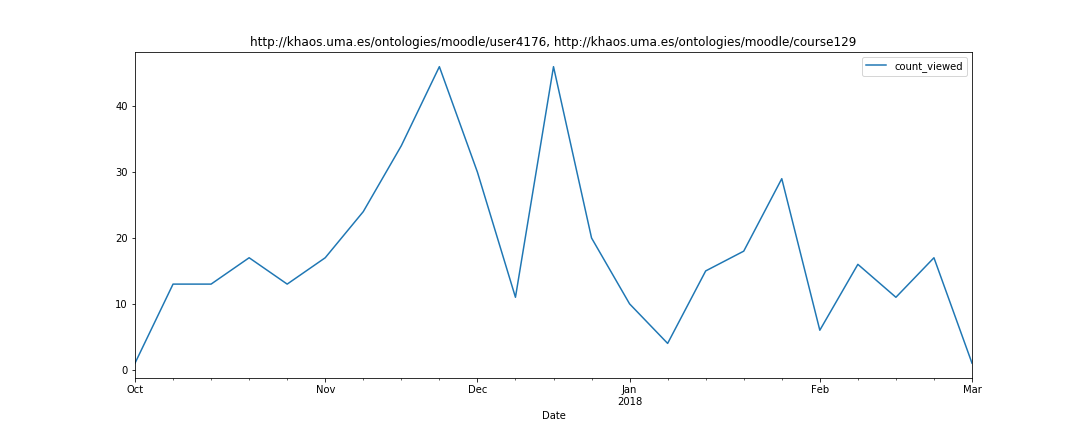 http://khaos.uma.es/ontologies/moodle/user4176, http://khaos.uma.es/ontologies/moodle/course129
count_viewed
40
30
20
10
0
Oct Nov Dec Jan Feb Mar
2018
Date